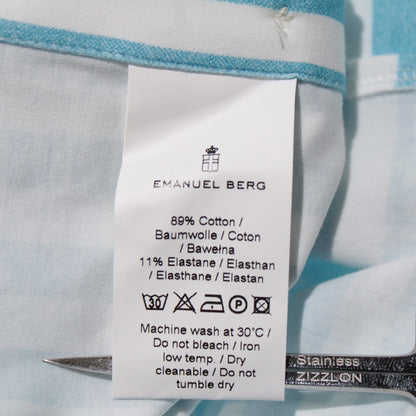 EMANUEL BERG
89% Cotton /
Baumwolle / Coton
/ Bawełna
11% Elastane / Elasthan
/ Elasthane / Elastan
30 P
Machine wash at 30°C /
Do not bleach / Iron
low temp. / Dry
cleanable / Do not
tumble dry
Stainless
ZIZZLON